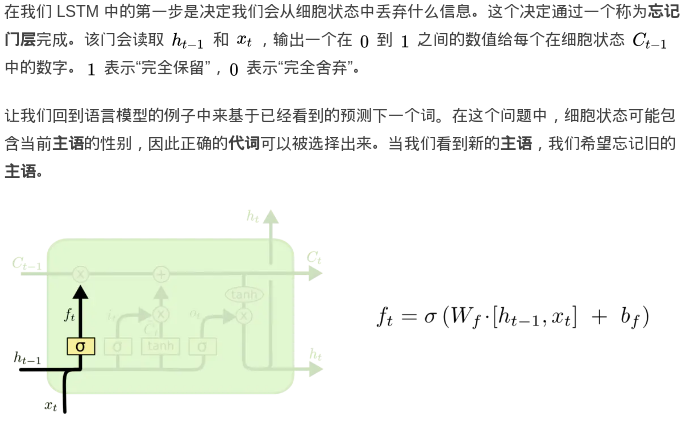 在我们 LSTM 中的第一步是决定我们会从细胞状态中丢弃什么信息。这个决定通过一个称为忘记
门层完成。该门会读取 h_{t−1} 和 x_t ，输出一个在 0 到 1 之间的数值给每个在细胞状态 C_{t−1}
中的数字。 1 表示“完全保留”， 0 表示“完全舍弃”。
让我们回到语言模型的例子中来基于已经看到的预测下一个词。在这个问题中，细胞状态可能包
含当前主语的性别，因此正确的代词可以被选择出来。当我们看到新的主语，我们希望忘记旧的
主语。
h_t
C_{t−1}
C_t
x
+
tanh
f_t
i_t
C̃_t
o_t
x
x
σ
σ
tanh
σ
h_{t−1}
h_t
x_t
f_t = σ (W_f · [h_{t−1}, x_t] + b_f)